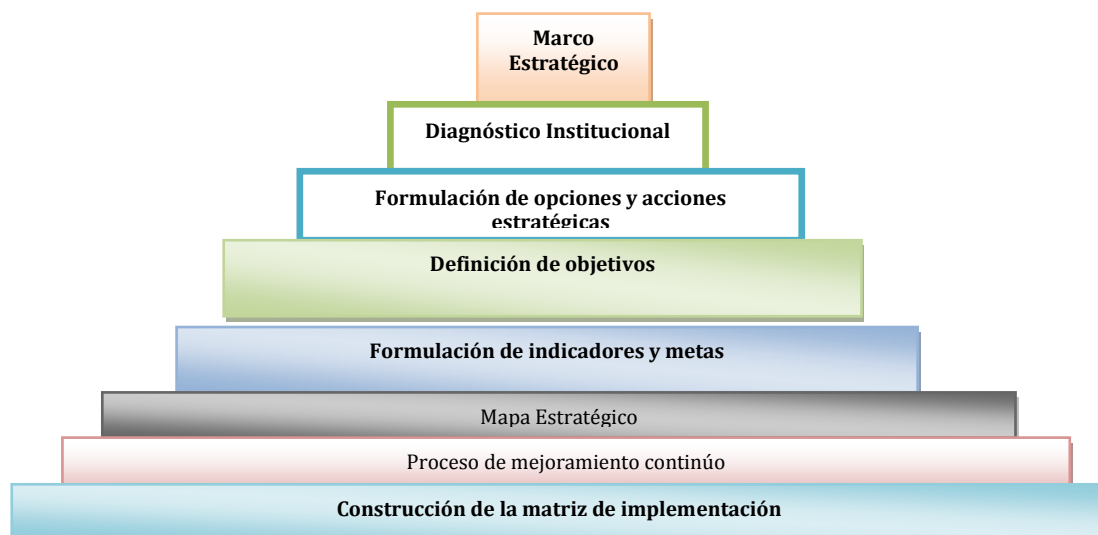 Marco
Estratégico
Diagnóstico Institucional
Formulación de opciones y acciones
estratégicas
Definición de objetivos
Formulación de indicadores y metas
Mapa Estratégico
Proceso de mejoramiento continúo
Construcción de la matriz de implementación